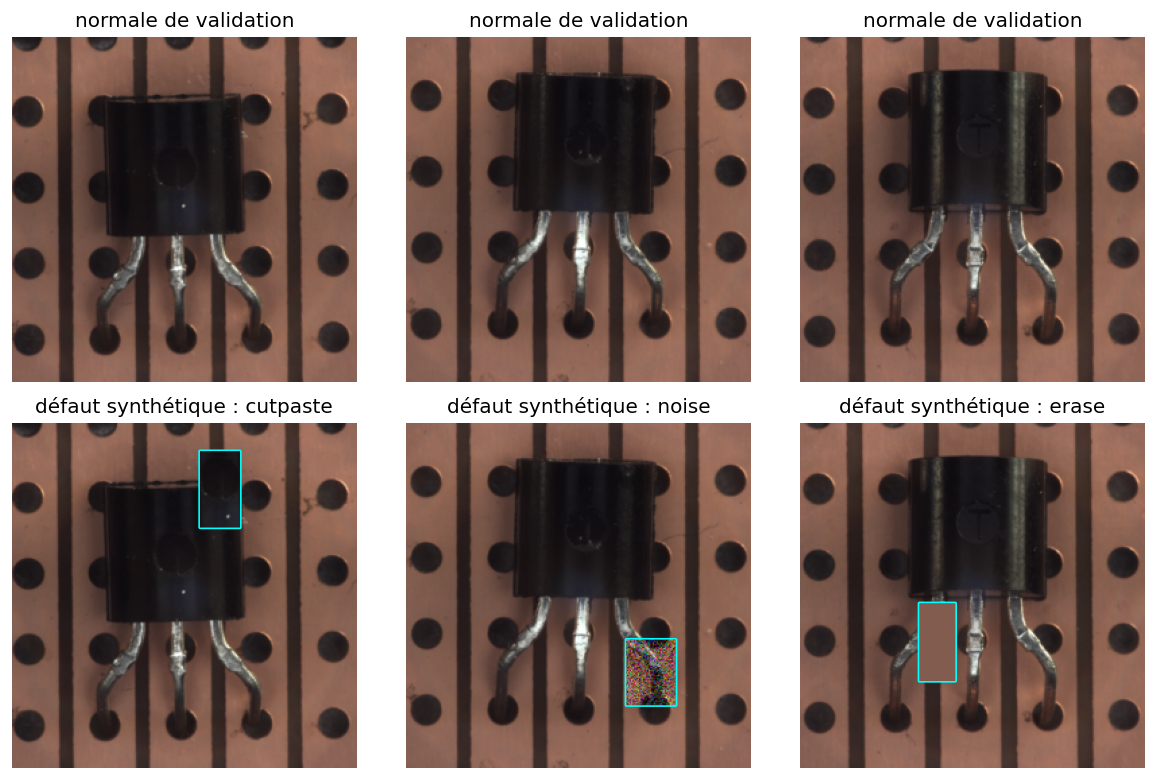 normale de validation
normale de validation
normale de validation
défaut synthétique : cutpaste
défaut synthétique : noise
défaut synthétique : erase